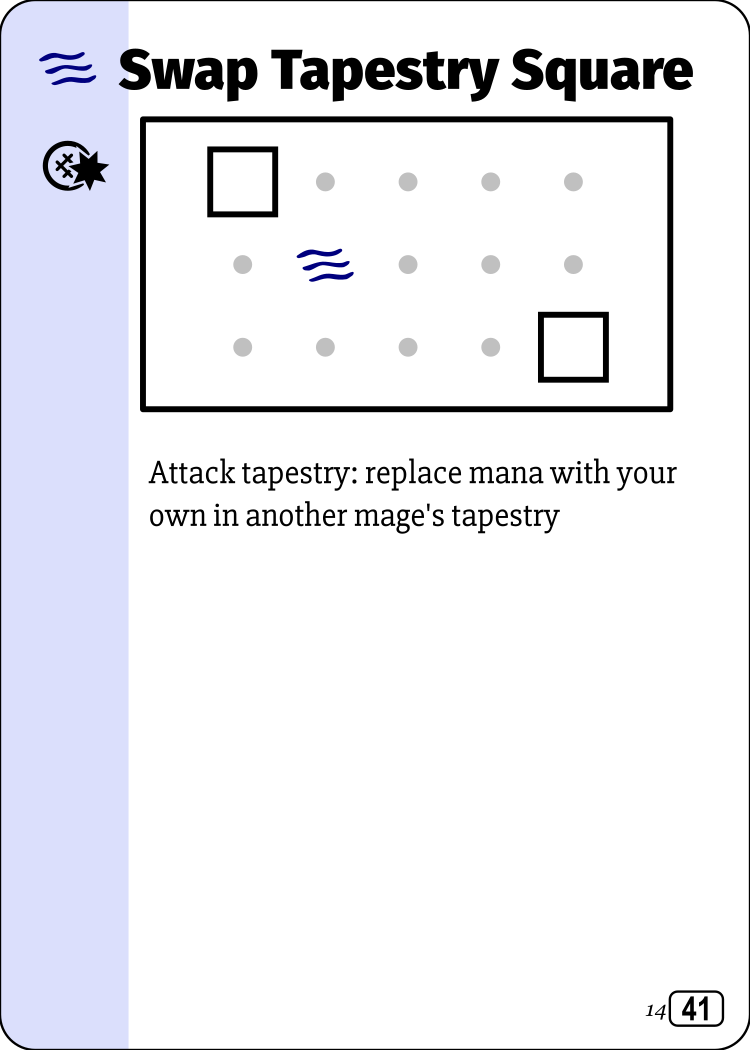 Swap Tapestry Square
Attack tapestry: replace mana with your
own in another mage's tapestry
14 41